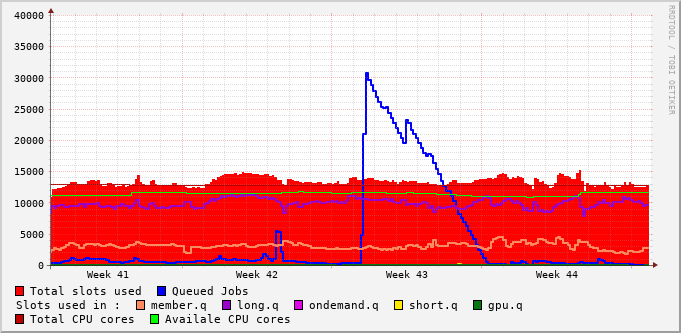 40000
35000
30000
25000
20000
15000
10000
5000
0
Week 41 Week 42 Week 43 Week 44
Total slots used Queued Jobs
Slots used in : member.q long.q ondemand.q short.q gpu.q
Total CPU cores Availale CPU cores
RRDTOOL / TOBI OETIKER